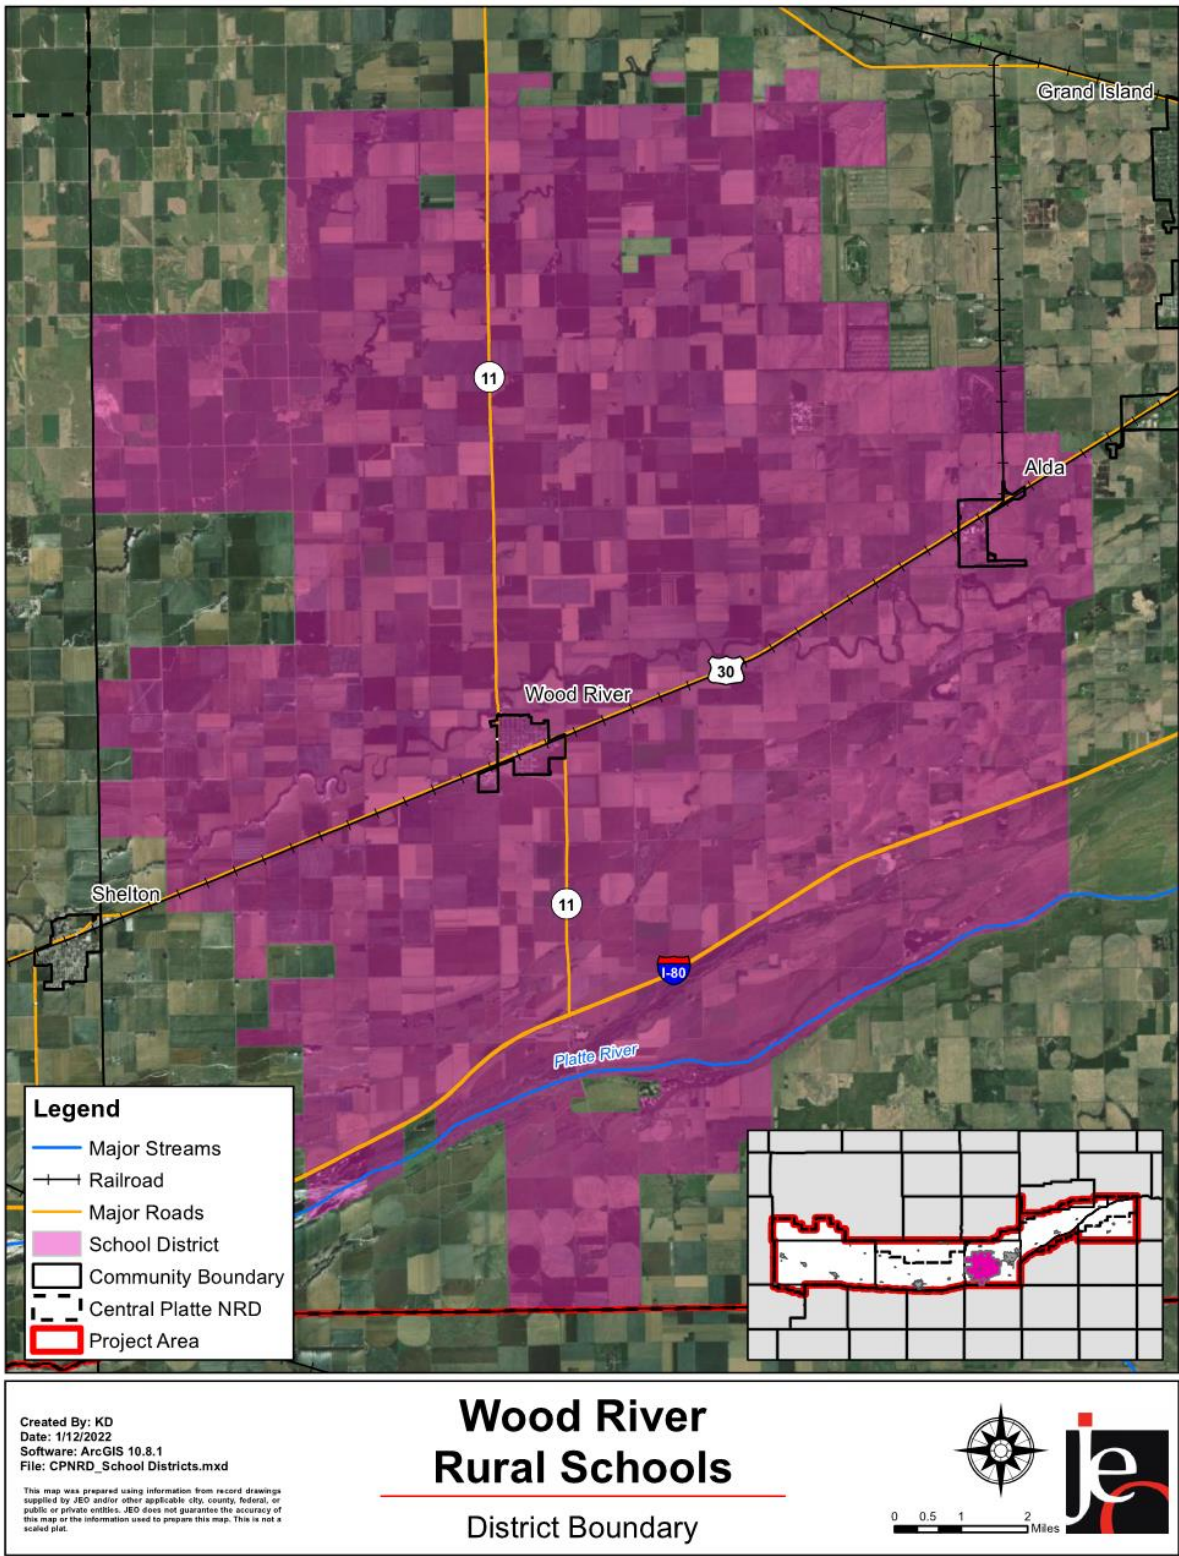 Grand Island
11
Alda
30
Wood River
Shelton
11
I-80
Platte River
Legend
Major Streams
Railroad
Major Roads
School District
Community Boundary
Central Platte NRD
Project Area
Created By: KD
Date: 1/12/2022
Software: ArcGIS 10.8.1
File: CPNRD_School Districts.mxd
This map was prepared using information from record drawings
supplied by JEO and/or other applicable city, county, federal, or
public or private entities. JEO does not guarantee the accuracy of
this map or the information used to prepare this map. This is not a
scaled plat.
Wood River
Rural Schools
District Boundary
0 0.5 1 2
Miles
jeo